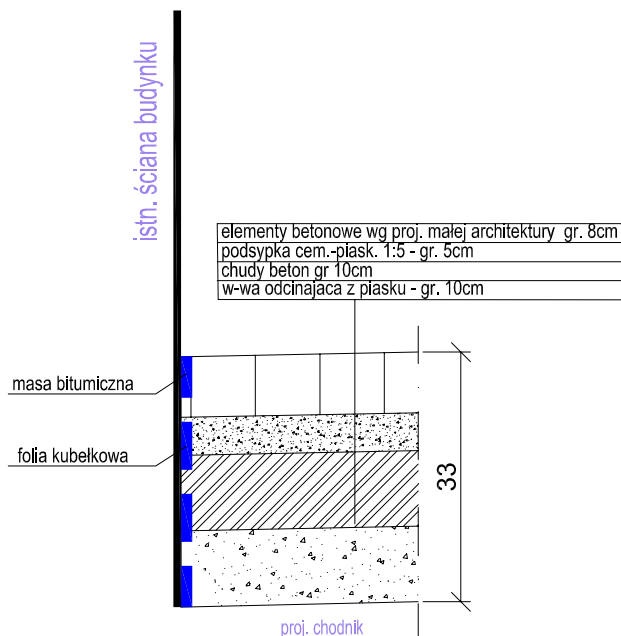 istn. ściana budynku
elementy betonowe wg proj. małej architektury gr. 8cm
podsypka cem.-piask. 1:5 - gr. 5cm
chudy beton gr 10cm
w-wa odcinajaca z piasku - gr. 10cm
masa bitumiczna
folia kubełkowa
33
proj. chodnik